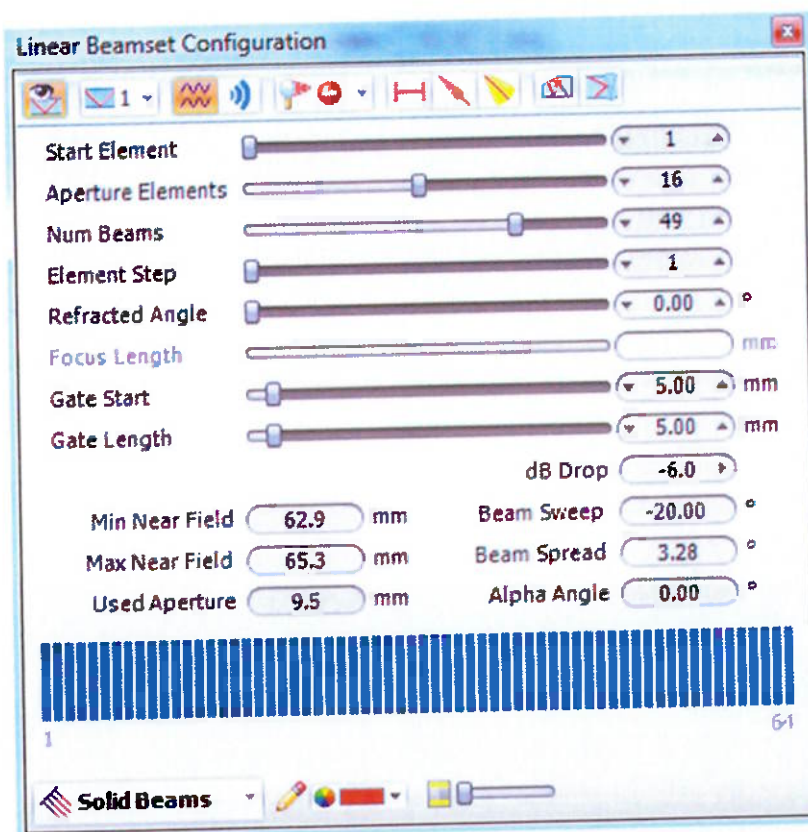 Linear Beamset Configuration
1
Start Element 1
Aperture Elements 16
Num Beams 49
Element Step 1
Refracted Angle 0.00 °
Focus Length mm
Gate Start 5.00 mm
Gate Length 5.00 mm
dB Drop -6.0
Min Near Field 62.9 mm Beam Sweep -20.00 °
Max Near Field 65.3 mm Beam Spread 3.28 °
Used Aperture 9.5 mm Alpha Angle 0.00 °
1 64
Solid Beams